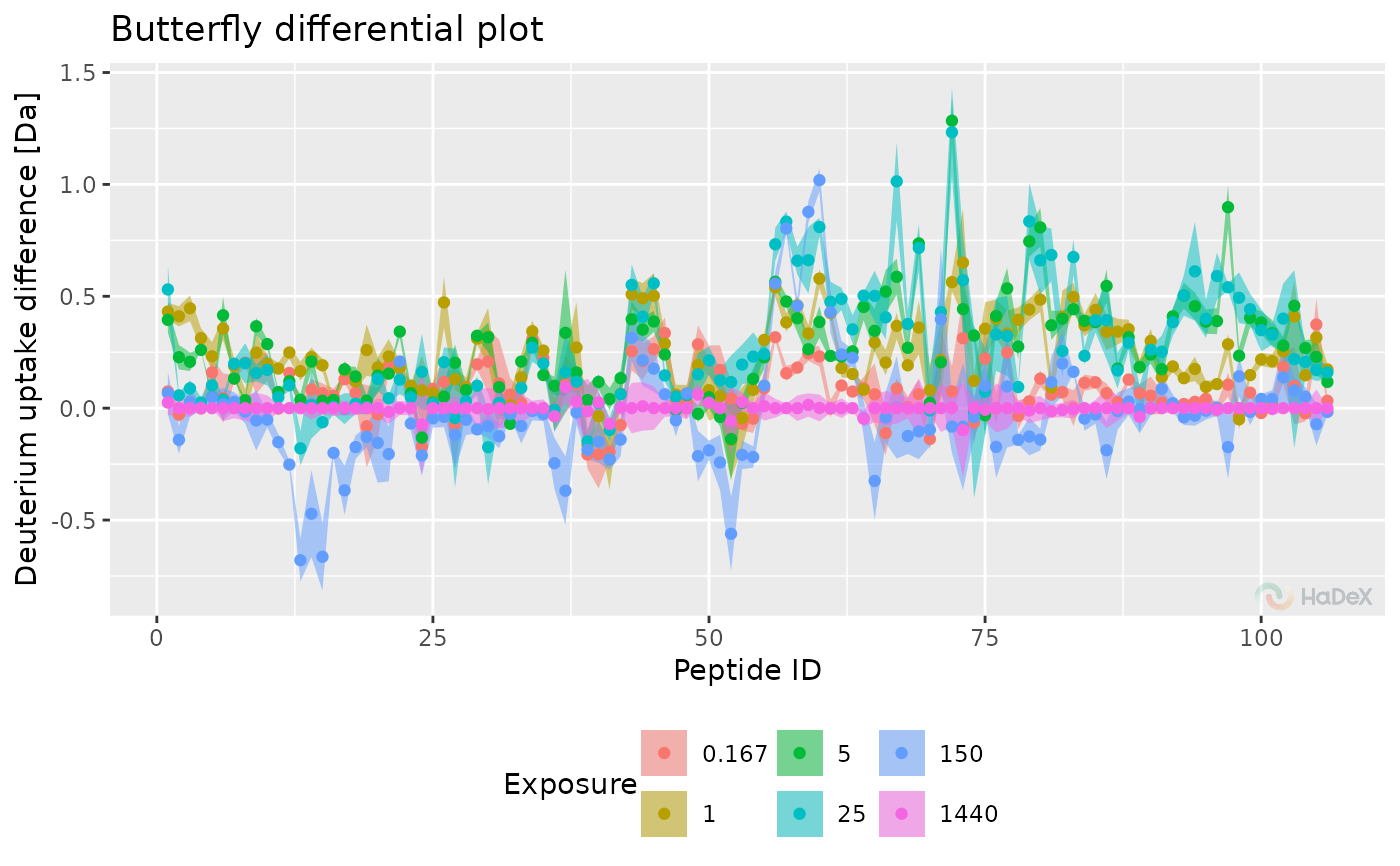 Butterfly differential plot
Deuterium uptake difference [Da]
1.5
1.0
0.5
0.0
-0.5
0 25 50 75 100
HaDeX
Peptide ID
Exposure
0.167 5 150
1 25 1440